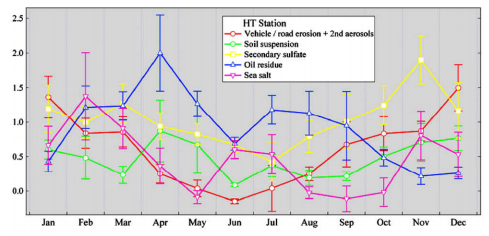 HT Station
Vehicle / road erosion + 2nd aerosols
Soil suspension
Secondary sulfate
Oil residue
Sea salt
2.5
2.0
1.5
1.0
0.5
0.0
Jan Feb Mar Apr May Jun Jul Aug Sep Oct Nov Dec